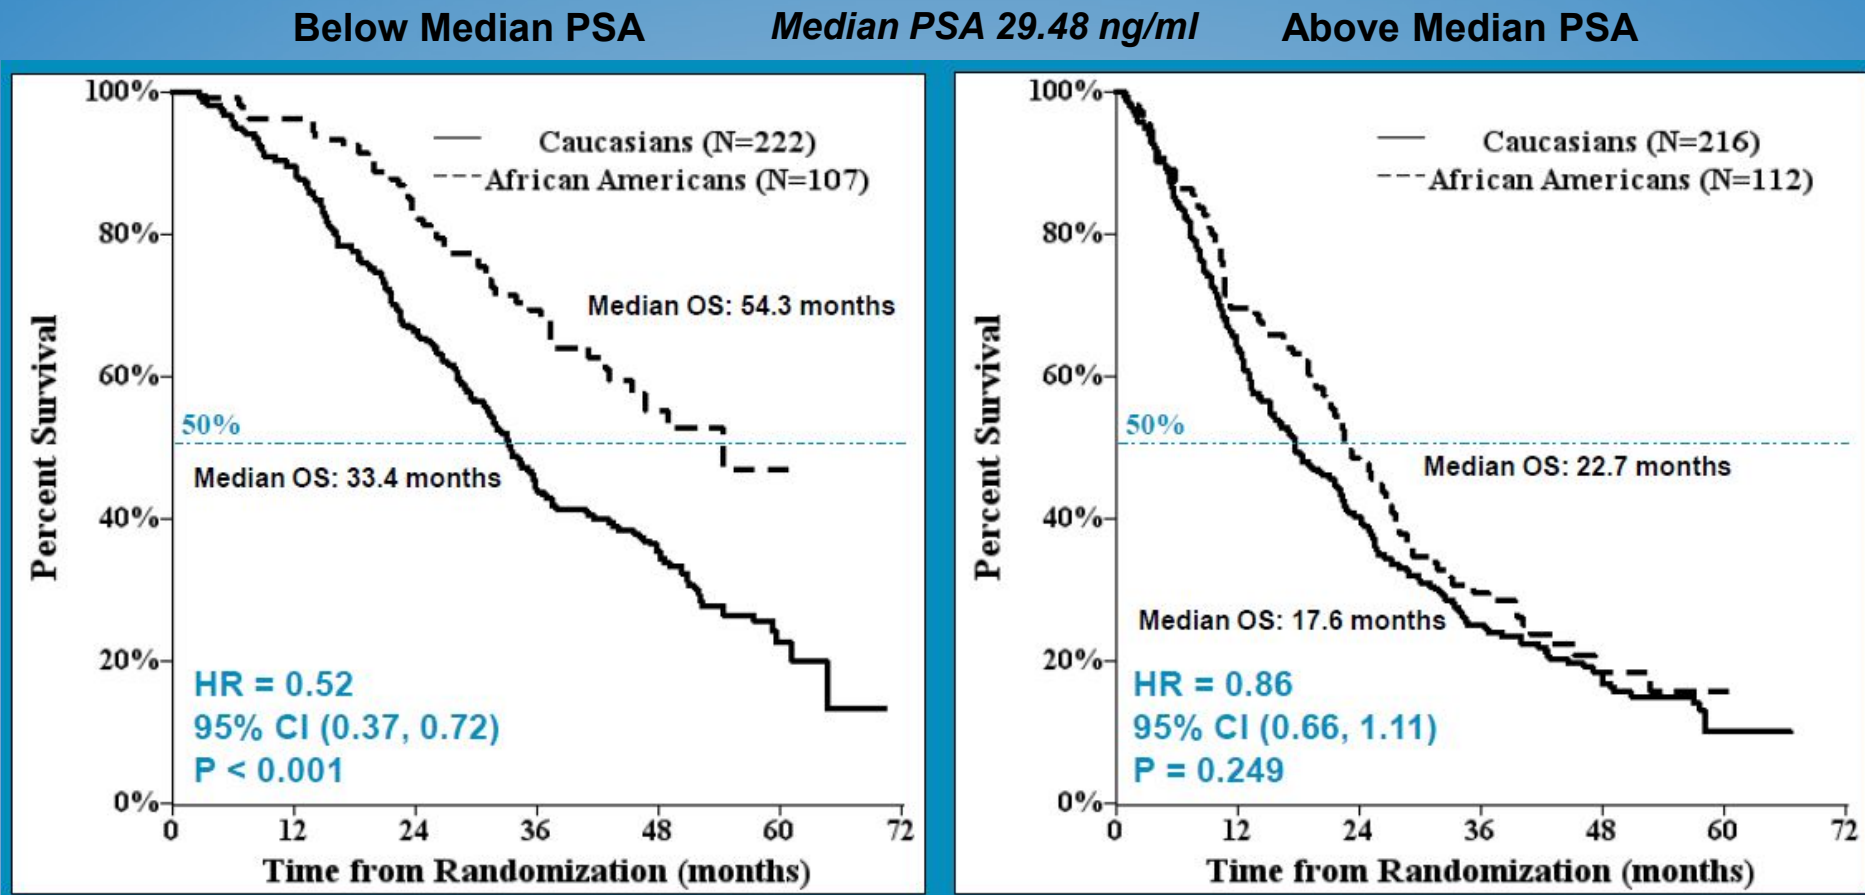 Below Median PSA
Median PSA 29.48 ng/ml
Above Median PSA
100%
80%
60%
40%
20%
0%
Percent Survival
Caucasians (N=222)
African Americans (N=107)
Median OS: 54.3 months
50%
Median OS: 33.4 months
HR = 0.52
95% CI (0.37, 0.72)
P < 0.001
0 12 24 36 48 60 72
Time from Randomization (months)
100%
80%
60%
40%
20%
0%
Percent Survival
Caucasians (N=216)
African Americans (N=112)
50%
Median OS: 22.7 months
Median OS: 17.6 months
HR = 0.86
95% CI (0.66, 1.11)
P = 0.249
0 12 24 36 48 60 72
Time from Randomization (months)